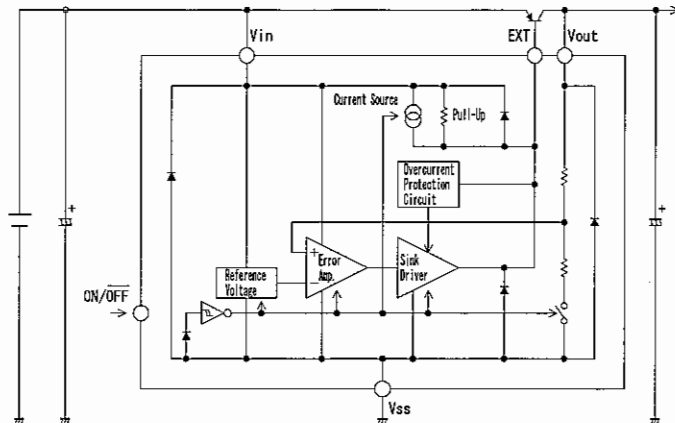 Vin
EXT
Vout
Current Source
Pull-Up
Overcurrent
Protection
Circuit
+
Error
Amp.
-
Sink
Driver
Reference
Voltage
ON/OFF
+
+
Vss